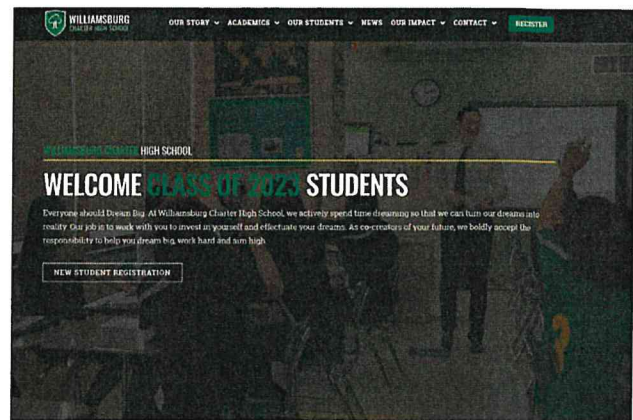 WILLIAMSBURG
CHARTER HIGH SCHOOL
OUR STORY ACADEMICS OUR STUDENTS NEWS OUR IMPACT CONTACT REGISTER
WILLIAMSBURG CHARTER HIGH SCHOOL
WELCOME CLASS OF 2023 STUDENTS
Everyone should Dream Big. At Williamsburg Charter High School, we actively spend time dreaming so that we can turn our dreams into
reality. Our job is to work with you to invest in yourself and effectuate your dreams. As co-creators of your future, we boldly accept the
responsibility to help you dream big, work hard and aim high.
NEW STUDENT REGISTRATION